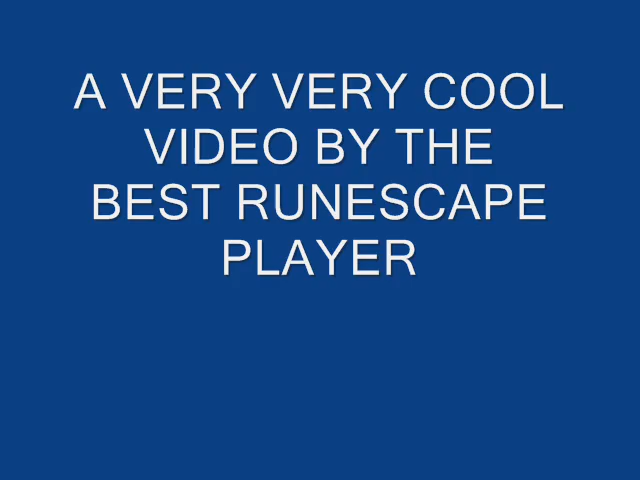 A VERY VERY COOL
VIDEO BY THE
BEST RUNESCAPE
PLAYER